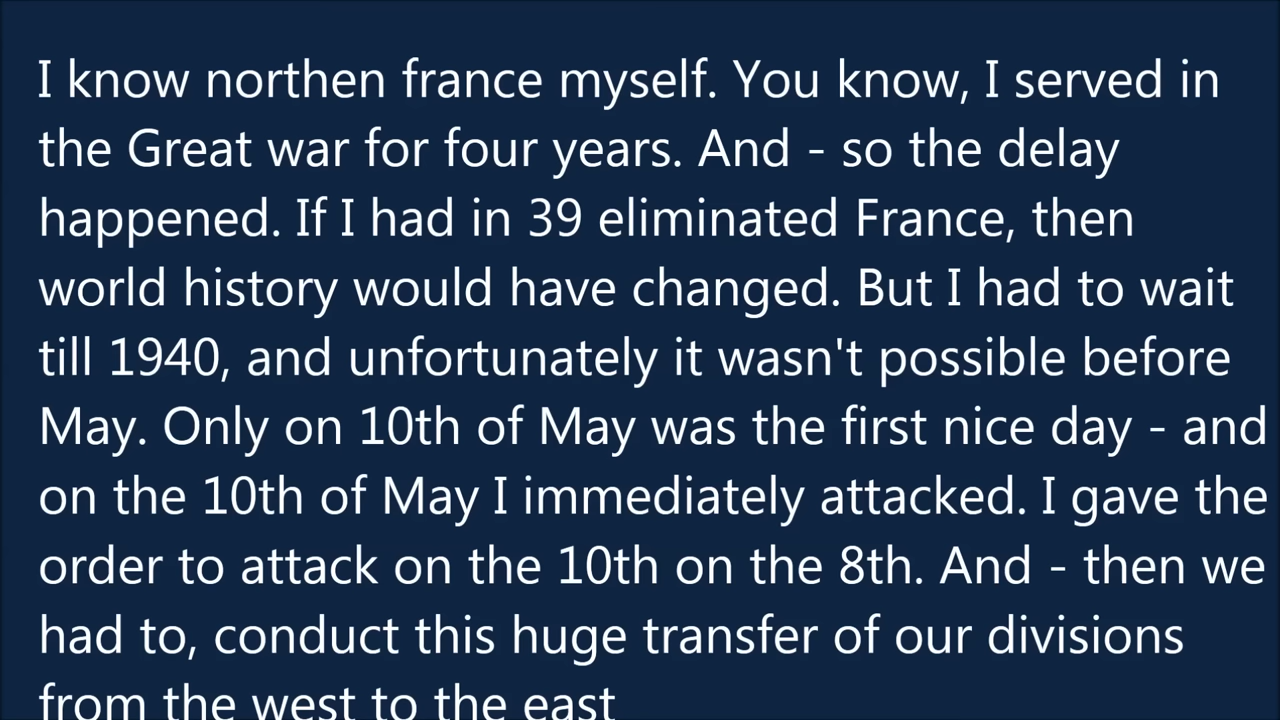 I know northen france myself. You know, I served in
the Great war for four years. And - so the delay
happened. If I had in 39 eliminated France, then
world history would have changed. But I had to wait
till 1940, and unfortunately it wasn't possible before
May. Only on 10th of May was the first nice day - and
on the 10th of May I immediately attacked. I gave the
order to attack on the 10th on the 8th. And - then we
had to, conduct this huge transfer of our divisions
from the west to the east